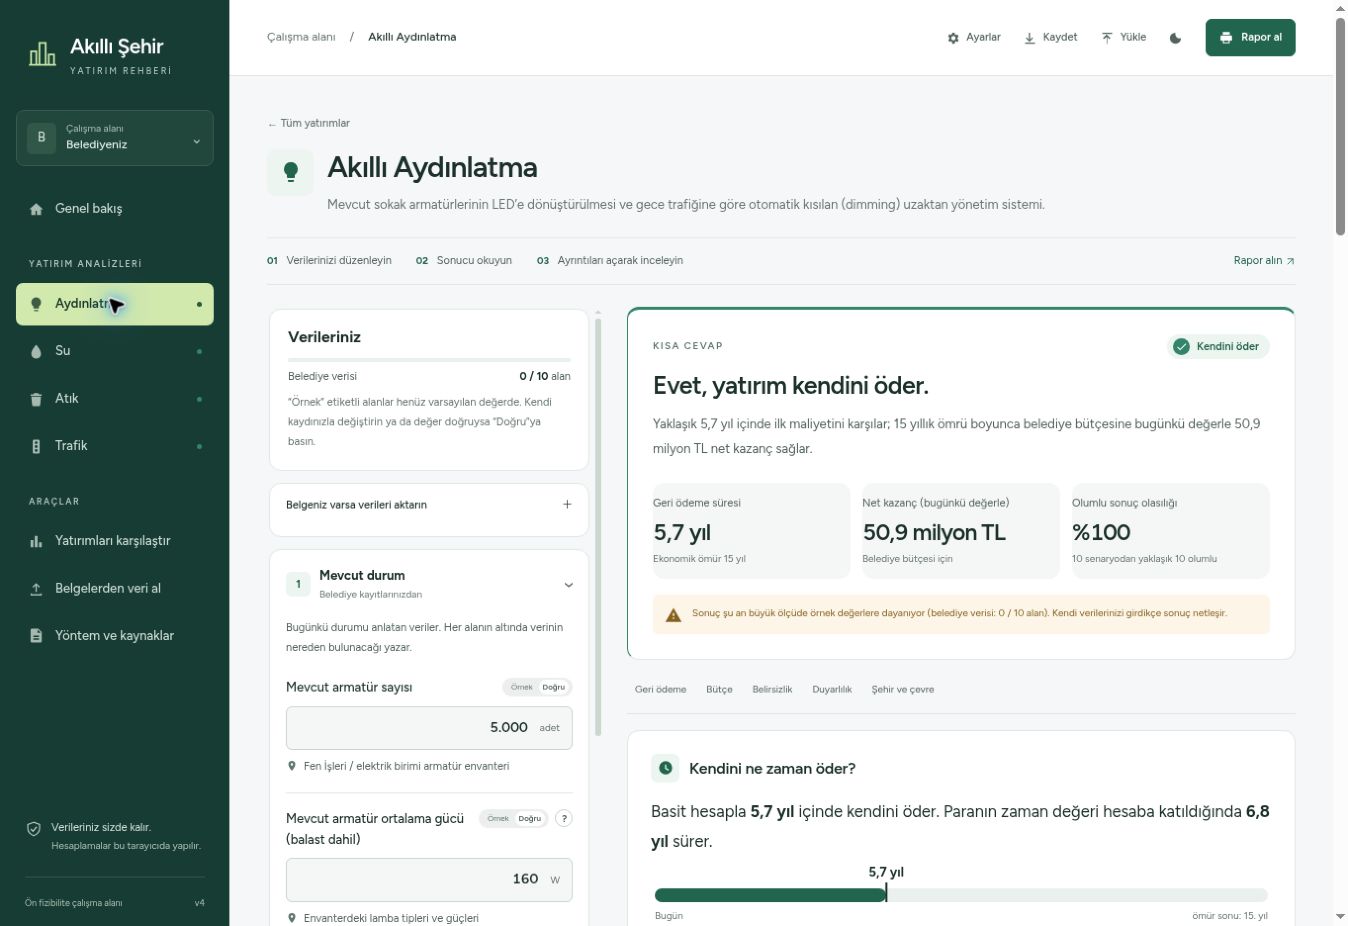 Akıllı Şehir
YATIRIM REHBERİ
B
Çalışma alanı
Belediyeniz
Genel bakış
YATIRIM ANALİZLERİ
Su
Atık
Trafik
ARAÇLAR
Yatırımları karşılaştır
Belgelerden veri al
Yöntem ve kaynaklar
Verileriniz sizde kalır.
Hesaplamalar bu tarayıcıda yapılır.
Ön fizibilite çalışma alanı
v4
Çalışma alanı / Akıllı Aydınlatma
Ayarlar
Kaydet
Yükle
Rapor al
← Tüm yatırımlar
Akıllı Aydınlatma
Mevcut sokak armatürlerinin LED'e dönüştürülmesi ve gece trafiğine göre otomatik kısılan (dimming) uzaktan yönetim sistemi.
01 Verilerinizi düzenleyin
02 Sonucu okuyun
03 Ayrıntıları açarak inceleyin
Rapor alın ↗
Verileriniz
Belediye verisi
0 / 10 alan
"Örnek" etiketli alanlar henüz varsayılan değerde. Kendi
kaydınızla değiştirin ya da değer doğruysa "Doğru"ya
basın.
Belgeniz varsa verileri aktarın
+
1
Mevcut durum
Belediye kayıtlarınızdan
Bugünkü durumu anlatan veriler. Her alanın altında verinin
nereden bulunacağı yazar.
Mevcut armatür sayısı
Örnek Doğru
5.000 adet
Fen İşleri / elektrik birimi armatür envanteri
Mevcut armatür ortalama gücü
(balast dahil)
Örnek Doğru
?
160 W
Envanterdeki lamba tipleri ve güçleri
KISA CEVAP
Kendini öder
Evet, yatırım kendini öder.
Yaklaşık 5,7 yıl içinde ilk maliyetini karşılar; 15 yıllık ömrü boyunca belediye bütçesine bugünkü değerle 50,9
milyon TL net kazanç sağlar.
Geri ödeme süresi
5,7 yıl
Ekonomik ömür 15 yıl
Net kazanç (bugünkü değerle)
50,9 milyon TL
Belediye bütçesi için
Olumlu sonuç olasılığı
%100
10 senaryodan yaklaşık 10 olumlu
Sonuç şu an büyük ölçüde örnek değerlere dayanıyor (belediye verisi: 0 / 10 alan). Kendi verilerinizi girdikçe sonuç netleşir.
Geri ödeme
Bütçe
Belirsizlik
Duyarlılık
Şehir ve çevre
Kendini ne zaman öder?
Basit hesapla 5,7 yıl içinde kendini öder. Paranın zaman değeri hesaba katıldığında 6,8
yıl sürer.
5,7 yıl
Bugün
ömür sonu: 15. yıl